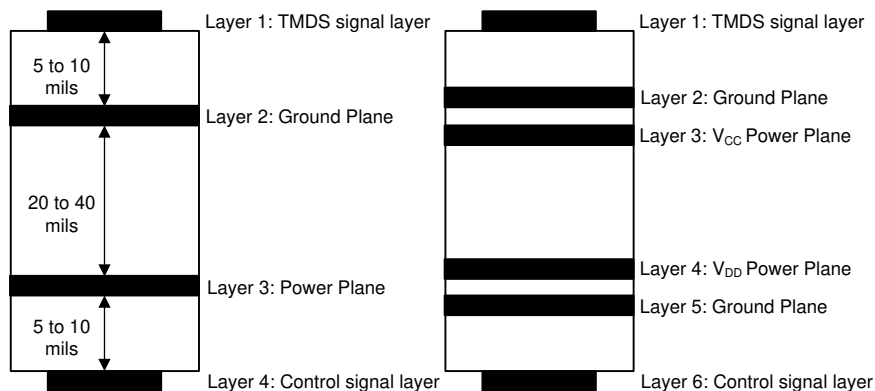 Layer 1: TMDS signal layer
5 to 10
mils
Layer 2: Ground Plane
20 to 40
mils
Layer 3: Power Plane
5 to 10
mils
Layer 4: Control signal layer
Layer 1: TMDS signal layer
Layer 2: Ground Plane
Layer 3: VCC Power Plane
Layer 4: VDD Power Plane
Layer 5: Ground Plane
Layer 6: Control signal layer